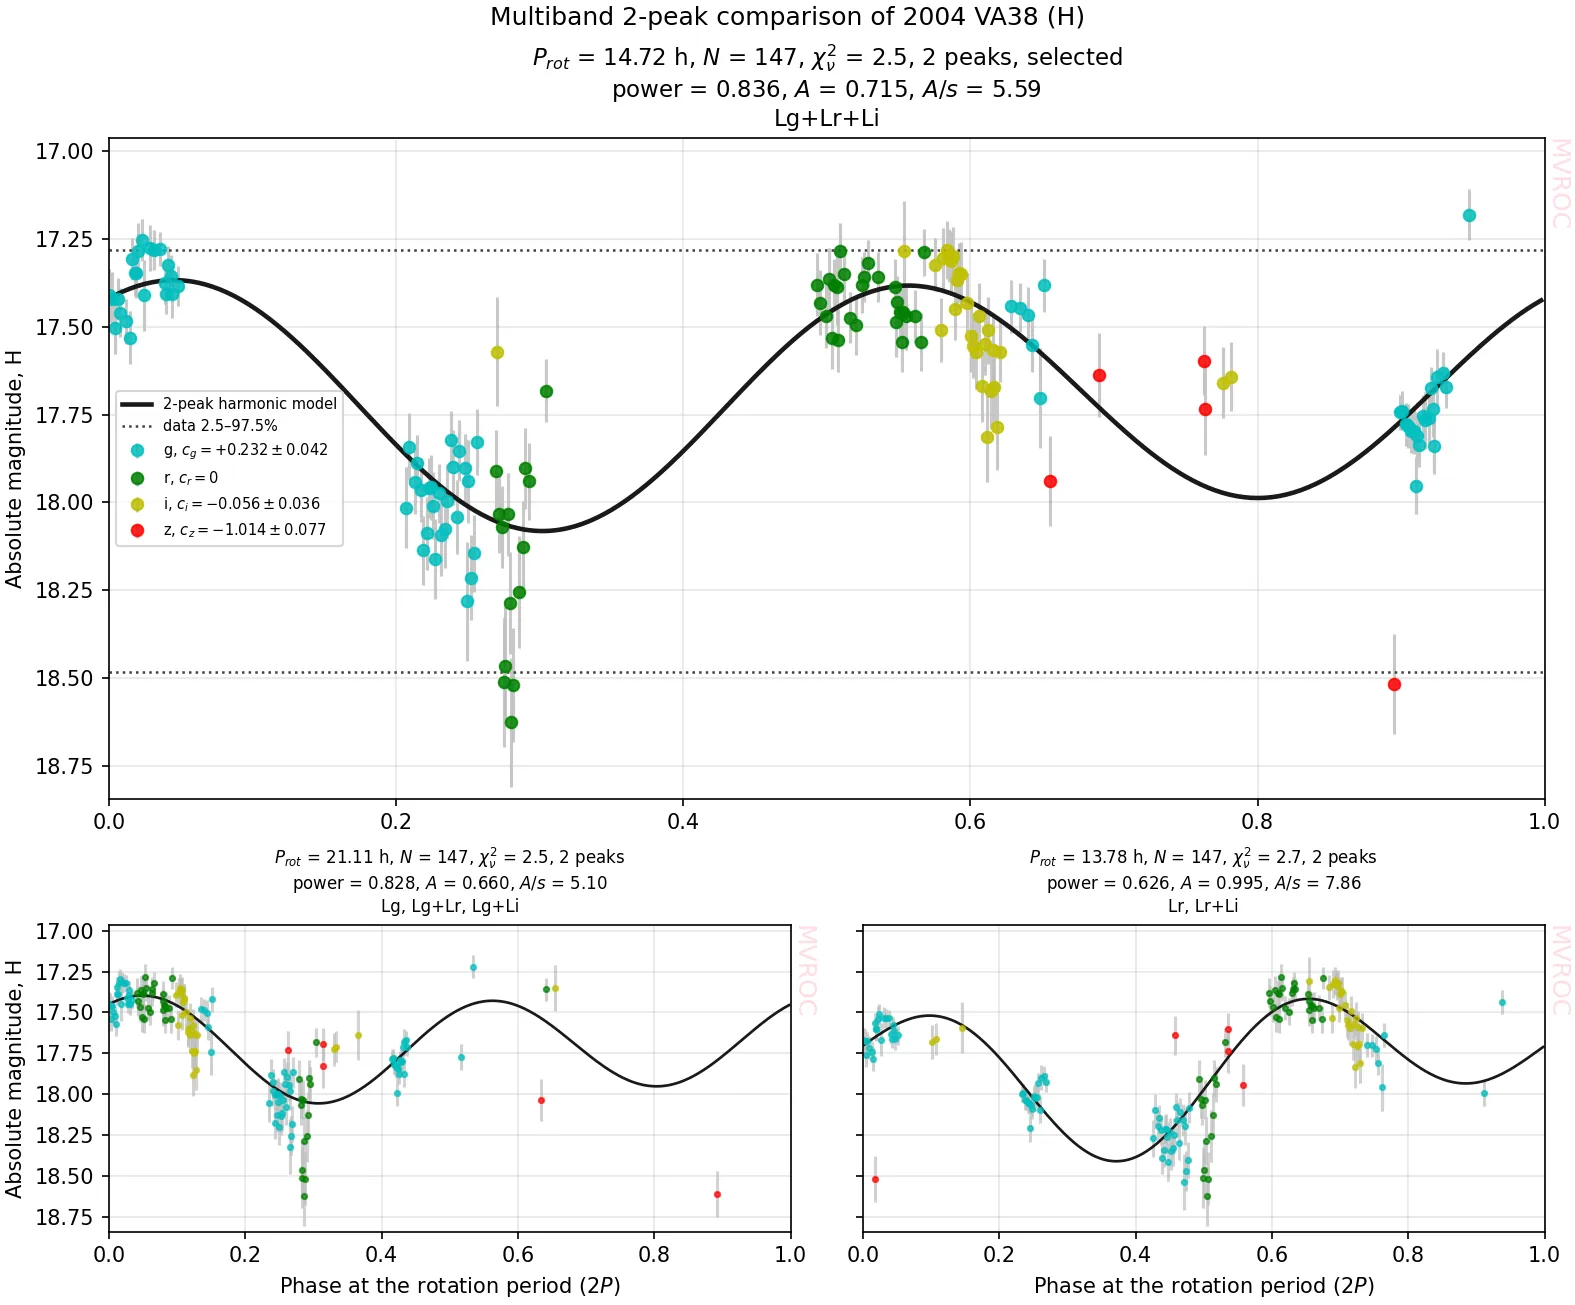 Multiband 2-peak comparison of 2004 VA38 (H)
P_rot = 14.72 h, N = 147, χ²_ν = 2.5, 2 peaks, selected
power = 0.836, A = 0.715, A/s = 5.59
Lg+Lr+Li
17.00
17.25
17.50
17.75
18.00
18.25
18.50
18.75
Absolute magnitude, H
2-peak harmonic model
data 2.5–97.5%
g, c_g = +0.232 ± 0.042
r, c_r = 0
i, c_i = −0.056 ± 0.036
z, c_z = −1.014 ± 0.077
MVROC
0.0 0.2 0.4 0.6 0.8 1.0
P_rot = 21.11 h, N = 147, χ²_ν = 2.5, 2 peaks
power = 0.828, A = 0.660, A/s = 5.10
Lg, Lg+Lr, Lg+Li
17.00
17.25
17.50
17.75
18.00
18.25
18.50
18.75
Absolute magnitude, H
MVROC
0.0 0.2 0.4 0.6 0.8 1.0
Phase at the rotation period (2P)
P_rot = 13.78 h, N = 147, χ²_ν = 2.7, 2 peaks
power = 0.626, A = 0.995, A/s = 7.86
Lr, Lr+Li
MVROC
0.0 0.2 0.4 0.6 0.8 1.0
Phase at the rotation period (2P)